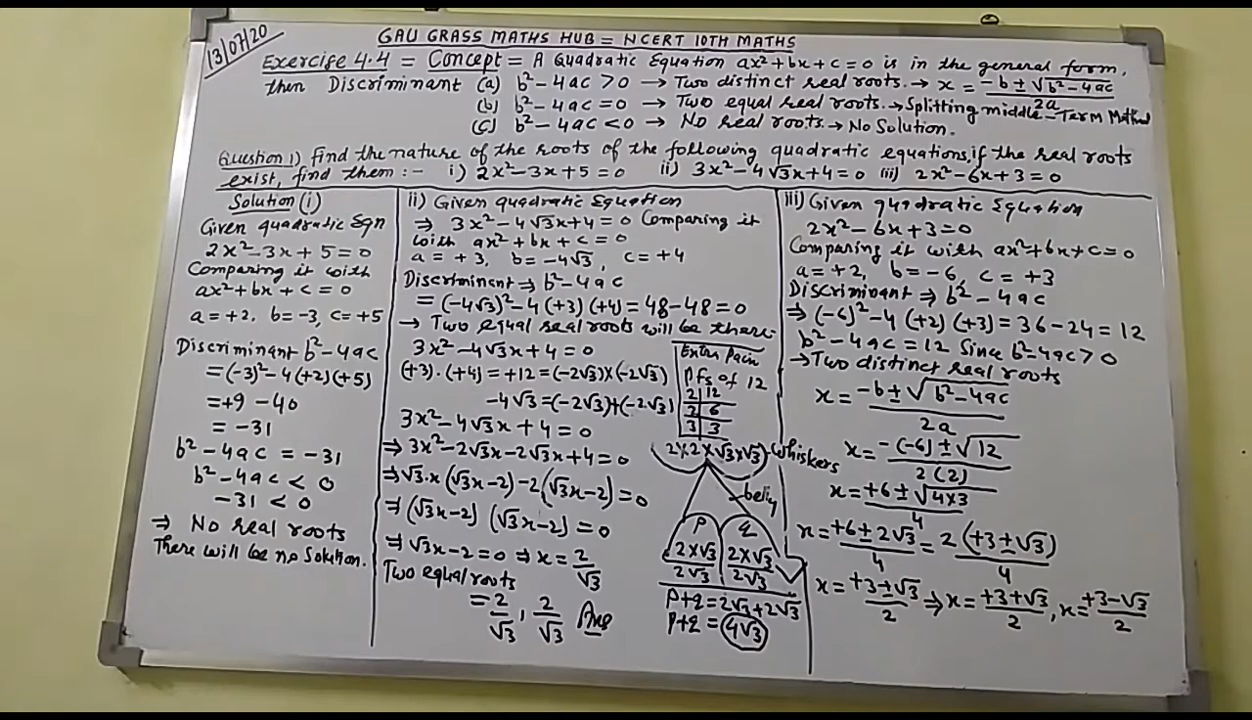 13/07/20
GAU GRASS MATHS HUB = NCERT 10TH MATHS
Exercise 4.4 = Concept = A Quadratic Equation ax²+bx+c=0 is in the general form,
then Discriminant (a) b²-4ac>0 → Two distinct real roots. → x = (-b±√(b²-4ac))/2a
(b) b²-4ac=0 → Two equal real roots. → Splitting middle-Term Method
(c) b²-4ac<0 → No real roots. → No Solution.
Question 1) Find the nature of the roots of the following quadratic equations, if the real roots
exist, find them :- i) 2x²-3x+5=0 ii) 3x²-4√3x+4=0 iii) 2x²-6x+3=0
Solution (i)
Given quadratic Eqn
2x²-3x+5=0
Comparing it with
ax²+bx+c=0
a=+2, b=-3, c=+5
Discriminant b²-4ac
=(-3)²-4(+2)(+5)
=+9-40
=-31
b²-4ac=-31
b²-4ac<0
-31<0
⇒ No real roots
There will be no solution.
ii) Given quadratic Equation
⇒ 3x²-4√3x+4=0 Comparing it
with ax²+bx+c=0
a=+3, b=-4√3, c=+4
Discriminant ⇒ b²-4ac
=(-4√3)²-4(+3)(+4)=48-48=0
→ Two equal real roots will be there.
3x²-4√3x+4=0
(+3).(+4)=+12=(-2√3)×(-2√3)
-4√3=(-2√3)+(-2√3)
3x²-4√3x+4=0
⇒ 3x²-2√3x-2√3x+4=0
⇒ √3.x(√3x-2)-2(√3x-2)=0
⇒ (√3x-2)(√3x-2)=0
⇒ √3x-2=0 ⇒ x=2/√3
Two equal roots
=2/√3, 2/√3 Ans
Extra Pain
PFs of 12
2|12
2|6
3|3
2×2×√3×√3 - Whiskers
belly
P q
2×√3 2×√3
2√3 2√3
P+q=2√3+2√3
P+q=4√3
iii) Given quadratic Equation
2x²-6x+3=0
Comparing it with ax²+bx+c=0
a=+2, b=-6, c=+3
Discriminant ⇒ b²-4ac
⇒ (-6)²-4(+2)(+3)=36-24=12
b²-4ac=12 Since b²-4ac>0
→ Two distinct real roots
x=(-b±√(b²-4ac))/2a
x=(-(-6)±√12)/2(2)
x=(+6±√(4×3))/4
x=(+6±2√3)/4=2(+3±√3)/4
x=(+3±√3)/2 ⇒ x=(+3+√3)/2, x=(+3-√3)/2